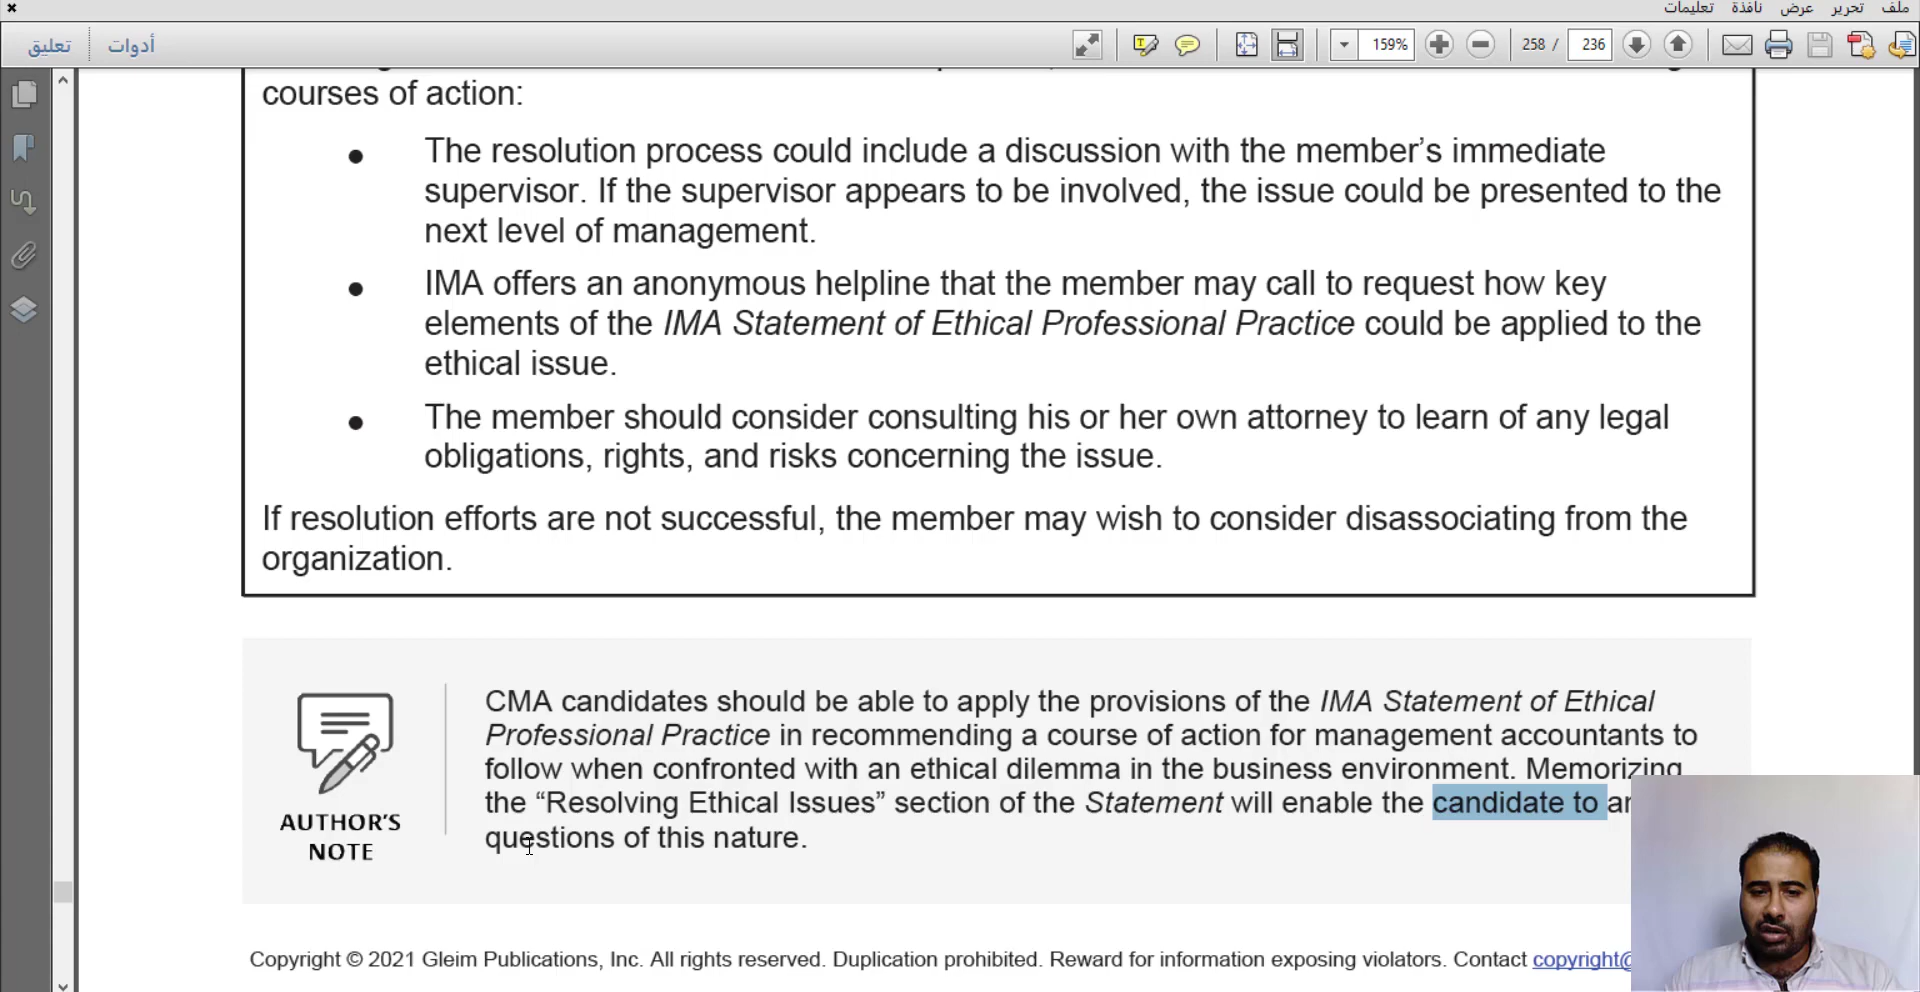 ملف تحرير عرض نافذة تعليمات
تعليق أدوات 159% 258 / 236
courses of action:
• The resolution process could include a discussion with the member's immediate
supervisor. If the supervisor appears to be involved, the issue could be presented to the
next level of management.
• IMA offers an anonymous helpline that the member may call to request how key
elements of the IMA Statement of Ethical Professional Practice could be applied to the
ethical issue.
• The member should consider consulting his or her own attorney to learn of any legal
obligations, rights, and risks concerning the issue.
If resolution efforts are not successful, the member may wish to consider disassociating from the
organization.
AUTHOR'S
NOTE
CMA candidates should be able to apply the provisions of the IMA Statement of Ethical
Professional Practice in recommending a course of action for management accountants to
follow when confronted with an ethical dilemma in the business environment. Memorizing
the “Resolving Ethical Issues” section of the Statement will enable the candidate to
questions of this nature.
Copyright © 2021 Gleim Publications, Inc. All rights reserved. Duplication prohibited. Reward for information exposing violators. Contact copyright@